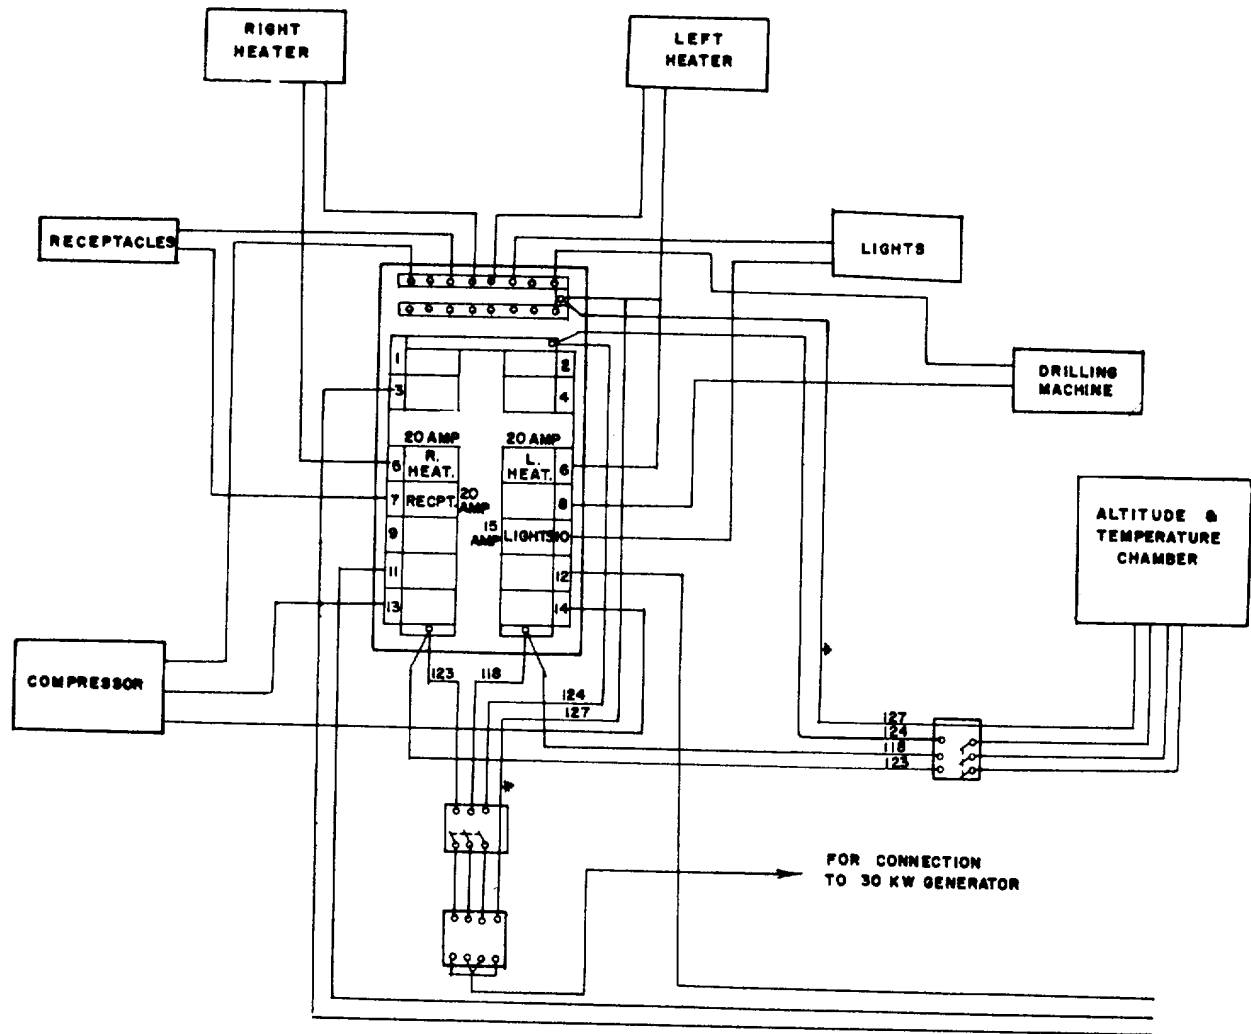 RIGHT
HEATER
LEFT
HEATER
RECEPTACLES
LIGHTS
DRILLING
MACHINE
1
2
3
4
20 AMP
20 AMP
5
R.
HEAT.
L.
HEAT.
6
7
RECPT.
20
AMP
8
9
15
AMP
LIGHTS
10
11
12
13
14
ALTITUDE &
TEMPERATURE
CHAMBER
COMPRESSOR
123
118
124
127
127
124
118
123
FOR CONNECTION
TO 30 KW GENERATOR